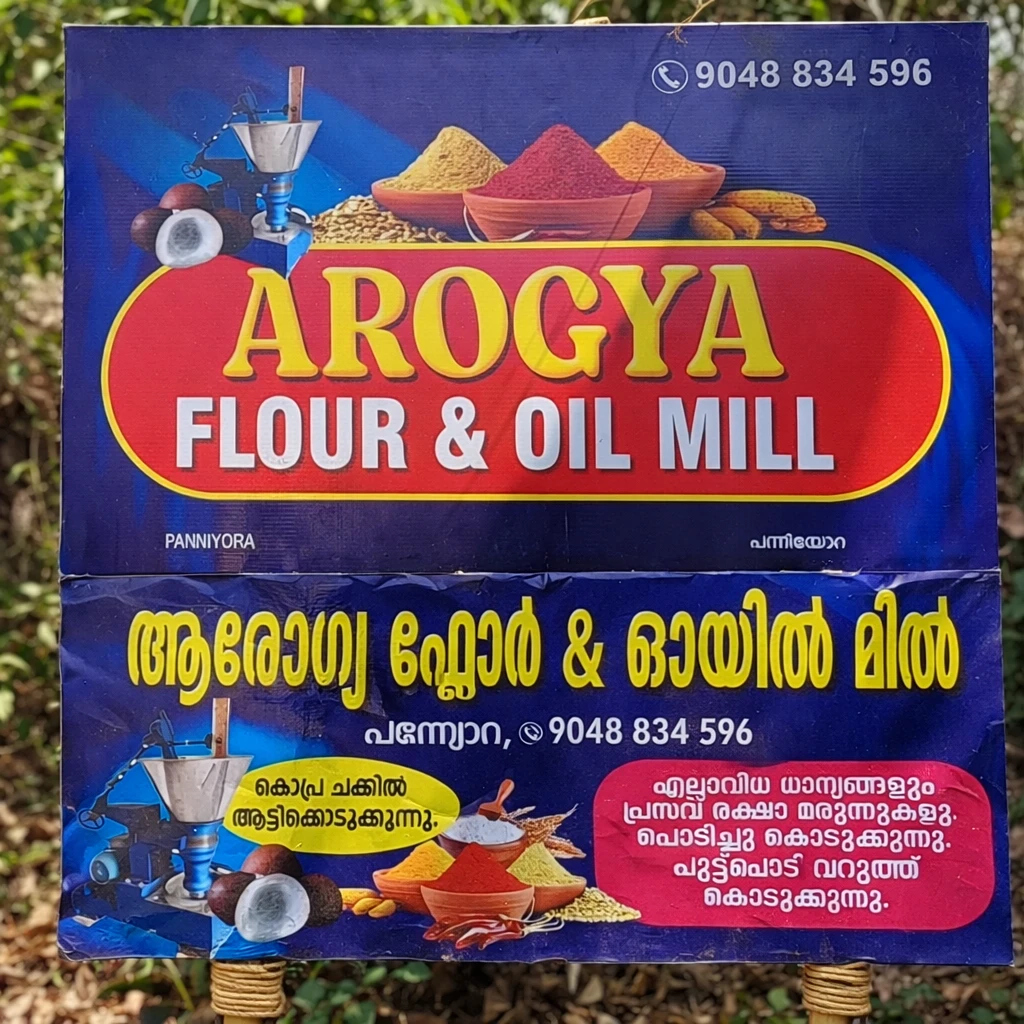 9048 834 596
AROGYA
FLOUR & OIL MILL
PANNIYORA
പന്നിയോറ
ആരോഗ്യ ഫ്ലോർ & ഓയിൽ മിൽ
പന്ന്യോറ, 9048 834 596
കൊപ്ര ചക്കിൽ
ആട്ടിക്കൊടുക്കുന്നു.
എല്ലാവിധ ധാന്യങ്ങളും
പ്രസവ് രക്ഷാ മരുന്നുകളു.
പൊടിച്ചു കൊടുക്കുന്നു.
പുട്ട്പൊട് വറുത്ത്
കൊടുക്കുന്നു.